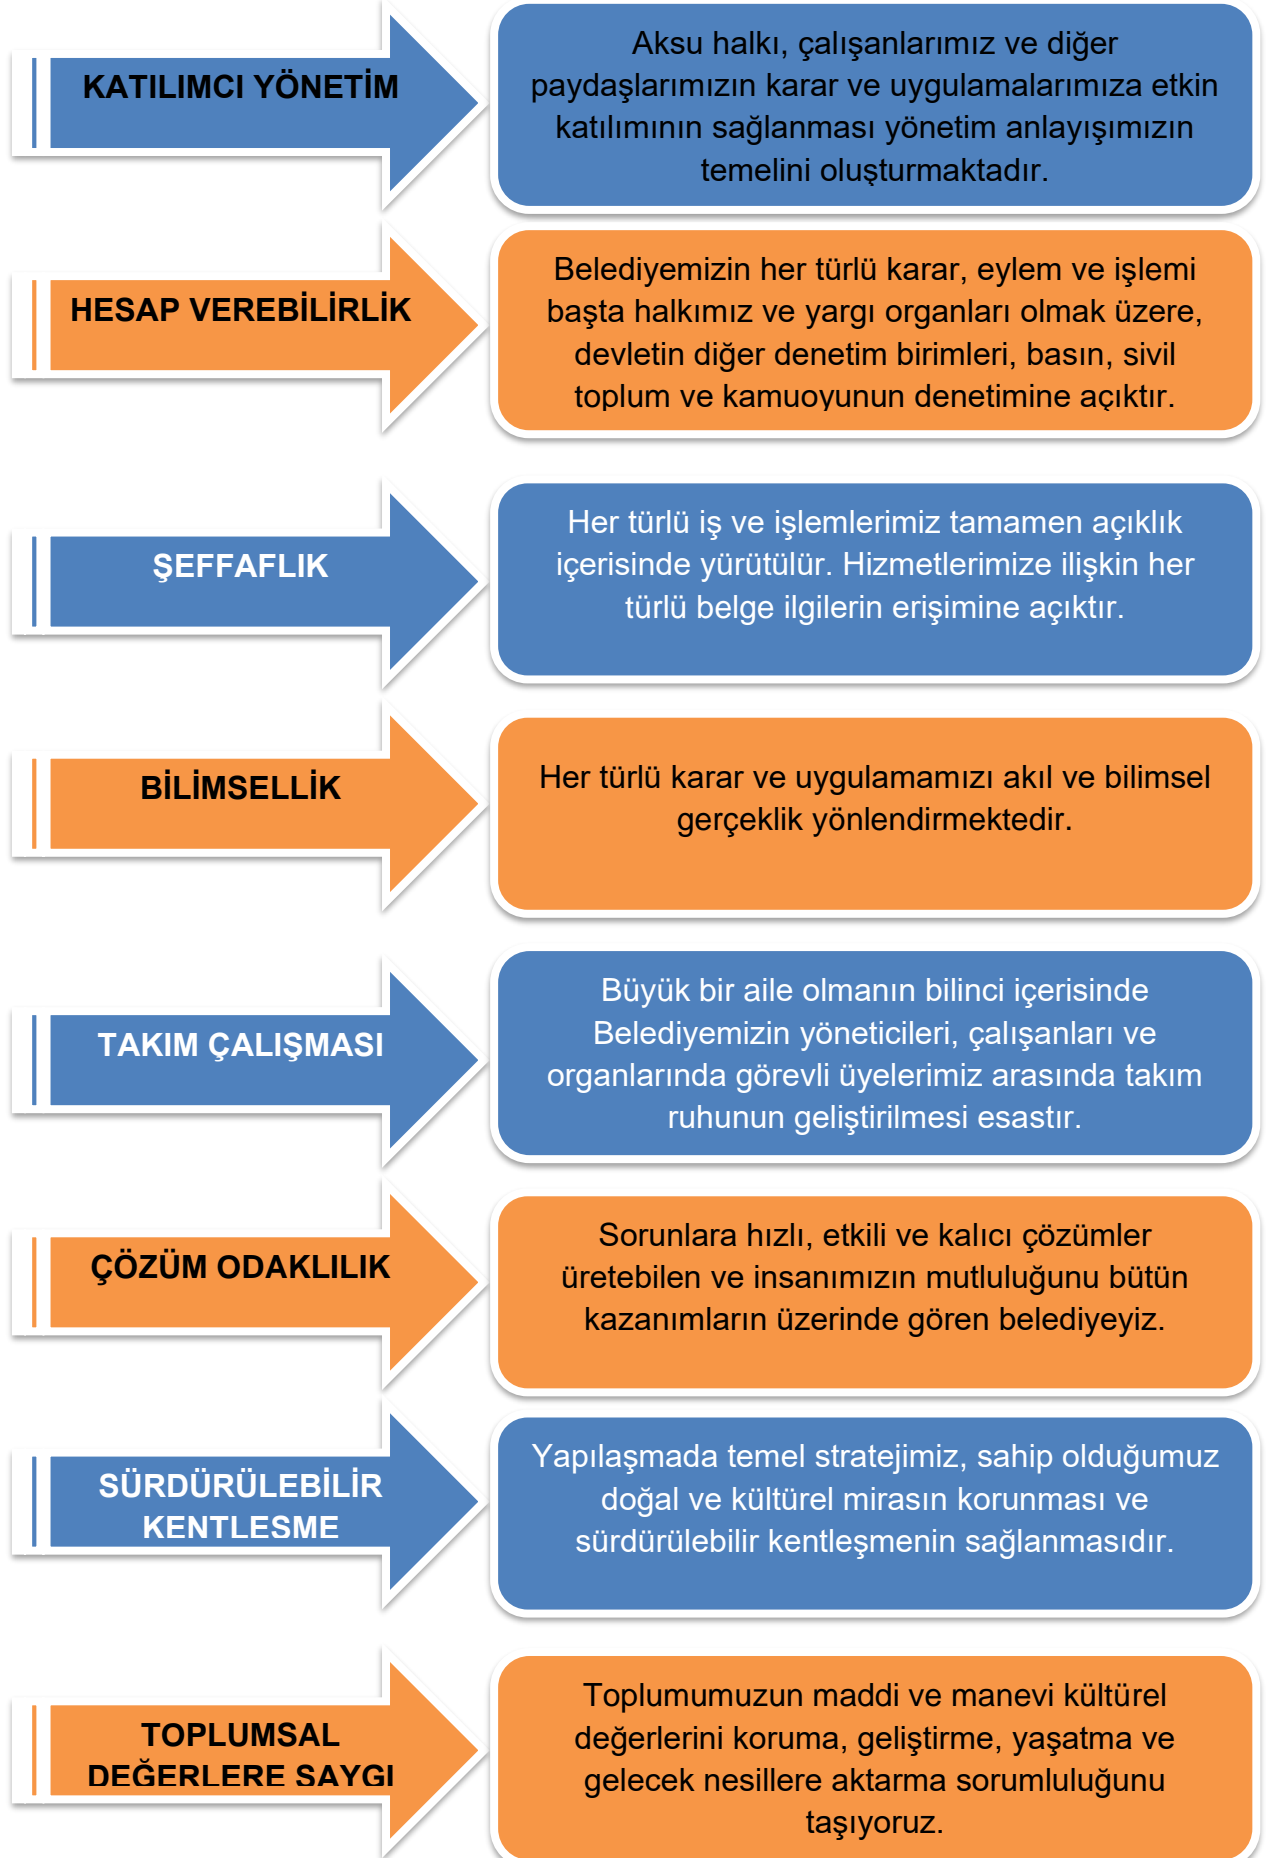 KATILIMCI YÖNETİM
Aksu halkı, çalışanlarımız ve diğer
paydaşlarımızın karar ve uygulamalarımıza etkin
katılımının sağlanması yönetim anlayışımızın
temelini oluşturmaktadır.
HESAP VEREBİLİRLİK
Belediyemizin her türlü karar, eylem ve işlemi
başta halkımız ve yargı organları olmak üzere,
devletin diğer denetim birimleri, basın, sivil
toplum ve kamuoyunun denetimine açıktır.
ŞEFFAFLIK
Her türlü iş ve işlemlerimiz tamamen açıklık
içerisinde yürütülür. Hizmetlerimize ilişkin her
türlü belge ilgilerin erişimine açıktır.
BİLİMSELLİK
Her türlü karar ve uygulamamızı akıl ve bilimsel
gerçeklik yönlendirmektedir.
TAKIM ÇALIŞMASI
Büyük bir aile olmanın bilinci içerisinde
Belediyemizin yöneticileri, çalışanları ve
organlarında görevli üyelerimiz arasında takım
ruhunun geliştirilmesi esastır.
ÇÖZÜM ODAKLILIK
Sorunlara hızlı, etkili ve kalıcı çözümler
üretebilen ve insanımızın mutluluğunu bütün
kazanımların üzerinde gören belediyeyiz.
SÜRDÜRÜLEBİLİR
KENTLEŞME
Yapılaşmada temel stratejimiz, sahip olduğumuz
doğal ve kültürel mirasın korunması ve
sürdürülebilir kentleşmenin sağlanmasıdır.
TOPLUMSAL
DEĞERLERE SAYGI
Toplumumuzun maddi ve manevi kültürel
değerlerini koruma, geliştirme, yaşatma ve
gelecek nesillere aktarma sorumluluğunu
taşıyoruz.